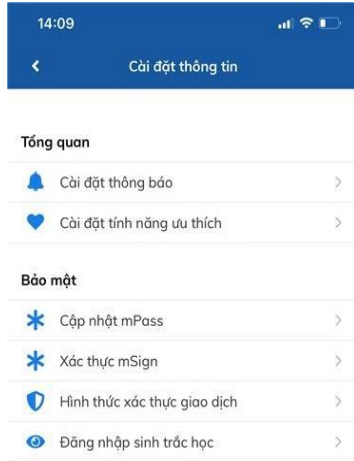 14:09
Cài đặt thông tin
Tổng quan
Cài đặt thông báo
Cài đặt tính năng ưu thích
Bảo mật
Cập nhật mPass
Xác thực mSign
Hình thức xác thực giao dịch
Đăng nhập sinh trắc học